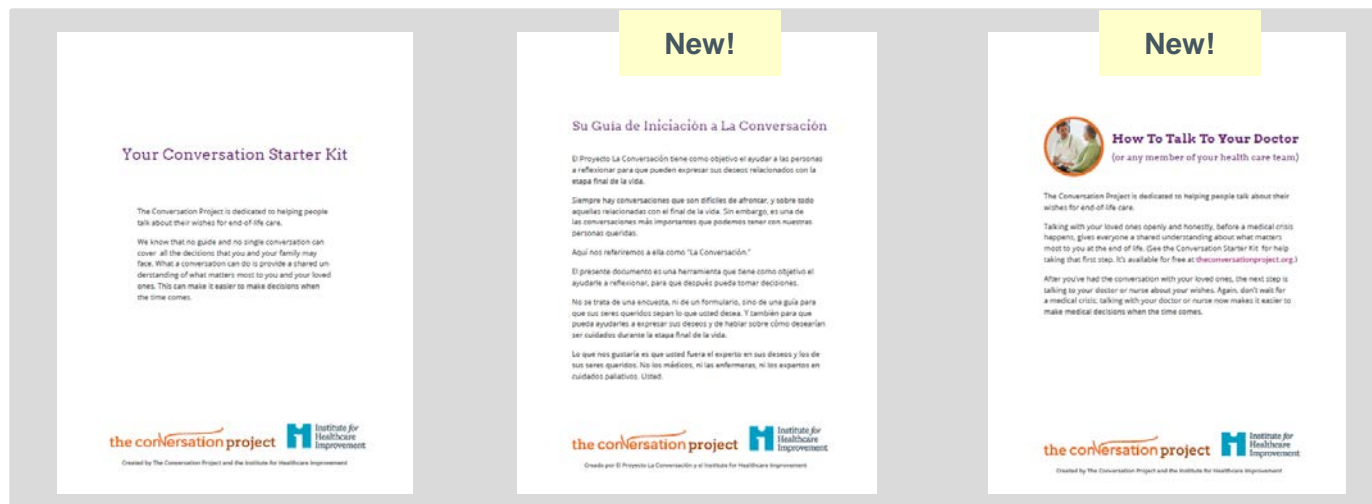 Your Conversation Starter Kit
The Conversation Project is dedicated to helping people
talk about their wishes for end-of-life care.
We know that no guide and no single conversation can
cover all the decisions that you and your family may
face. What a conversation can do is provide a shared un-
derstanding of what matters most to you and your loved
ones. This can make it easier to make decisions when
the time comes.
the conversation project
Institute for
Healthcare
Improvement
Created by The Conversation Project and the Institute for Healthcare Improvement
New!
Su Guía de Iniciación a La Conversación
El Proyecto La Conversación tiene como objetivo el ayudar a las personas
a reflexionar para que pueden expresar sus deseos relacionados con la
etapa final de la vida.
Siempre hay conversaciones que son difíciles de afrontar, y sobre todo
aquellas relacionadas con el final de la vida. Sin embargo, es una de
las conversaciones más importantes que podemos tener con nuestras
personas queridas.
Aquí nos referiremos a ella como "La Conversación."
El presente documento es una herramienta que tiene como objetivo el
ayudarle a reflexionar, para que después pueda tomar decisiones.
No se trata de una encuesta, ni de un formulario, sino de una guía para
que sus seres queridos sepan lo que usted desea. Y también para que
pueda ayudarles a expresar sus deseos y de hablar sobre cómo desearían
ser cuidados durante la etapa final de la vida.
Lo que nos gustaría es que usted fuera el experto en sus deseos y los de
sus seres queridos. No los médicos, ni las enfermeras, ni los expertos en
cuidados paliativos. Usted.
the conversation project
Institute for
Healthcare
Improvement
Creado por El Proyecto La Conversación y el Institute for Healthcare Improvement
New!
How To Talk To Your Doctor
(or any member of your health care team)
The Conversation Project is dedicated to helping people talk about their
wishes for end-of-life care.
Talking with your loved ones openly and honestly, before a medical crisis
happens, gives everyone a shared understanding about what matters
most to you at the end of life. (See the Conversation Starter Kit for help
taking that first step. It's available for free at theconversationproject.org.)
After you've had the conversation with your loved ones, the next step is
talking to your doctor or nurse about your wishes. Again, don't wait for
a medical crisis; talking with your doctor or nurse now makes it easier to
make medical decisions when the time comes.
the conversation project
Institute for
Healthcare
Improvement
Created by The Conversation Project and the Institute for Healthcare Improvement